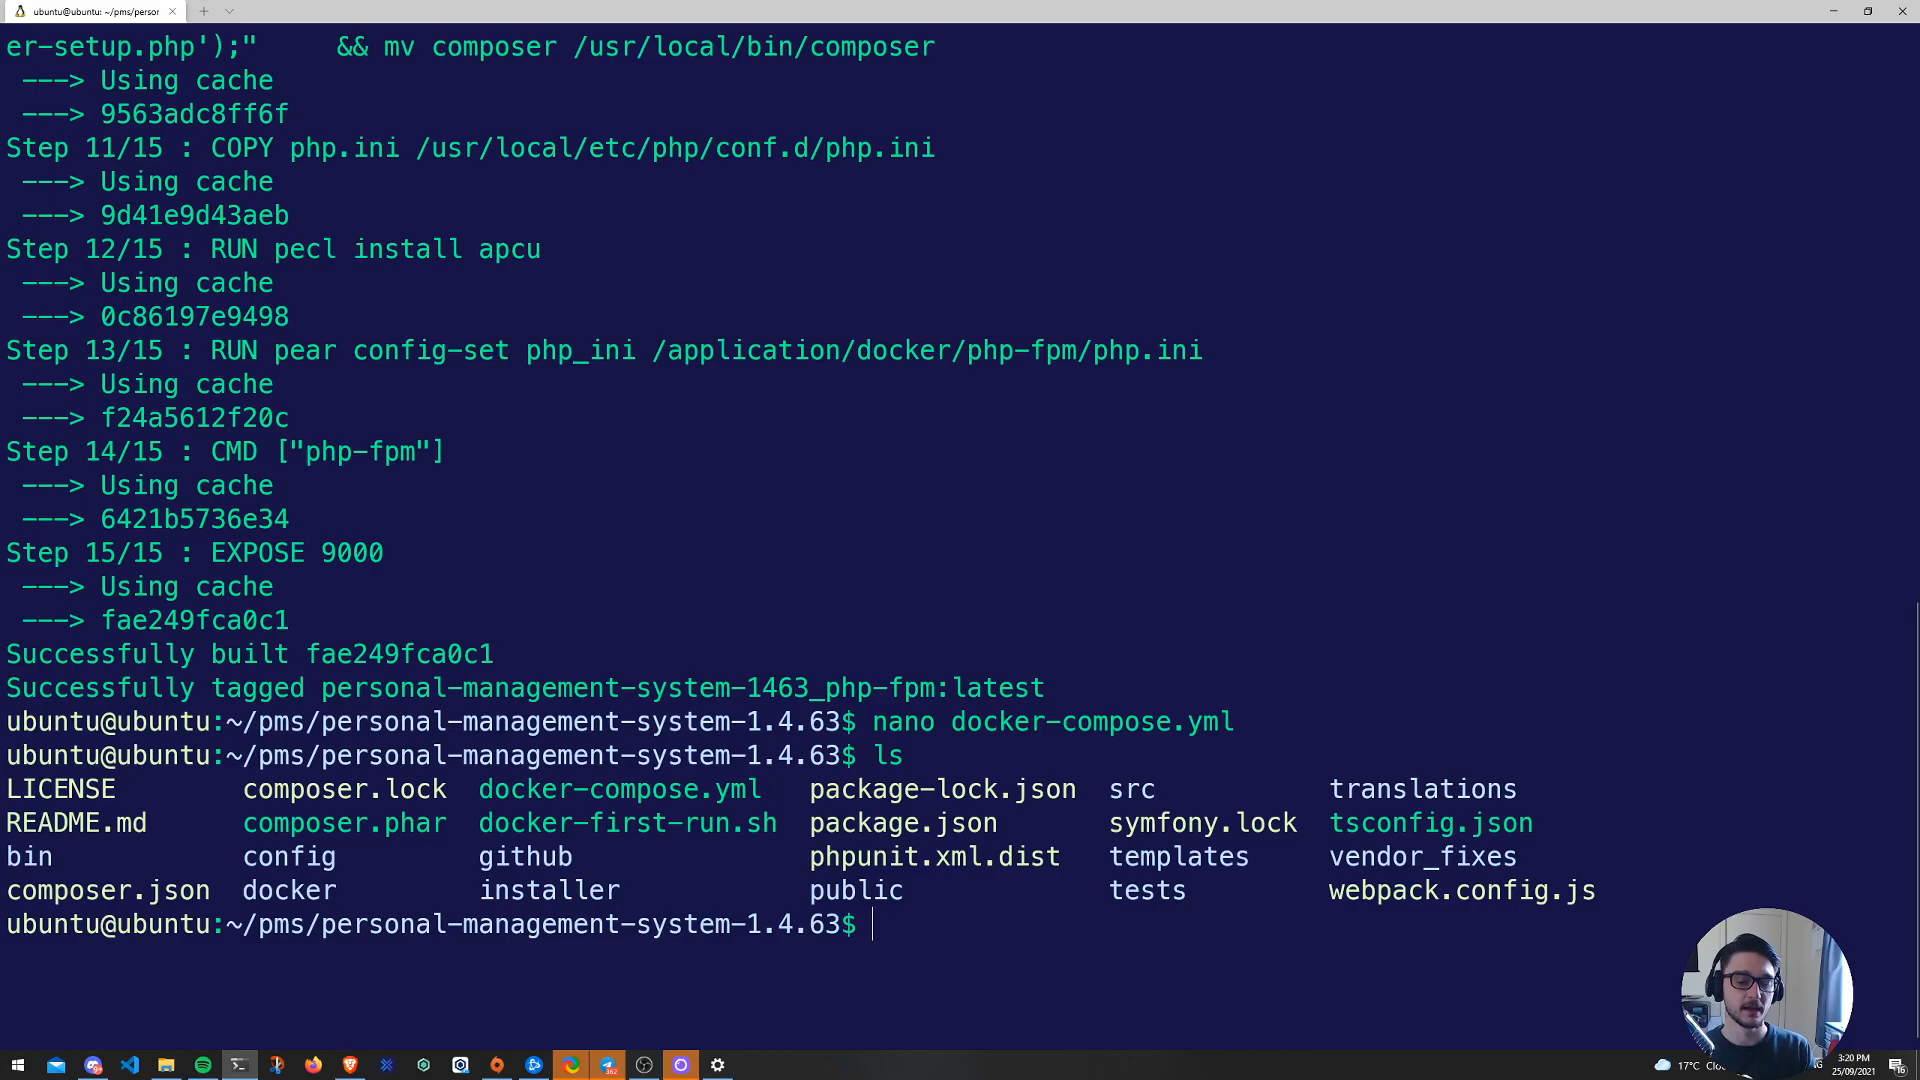 ubuntu@ubuntu: ~/pms/person
er-setup.php');" && mv composer /usr/local/bin/composer
---> Using cache
---> 9563adc8ff6f
Step 11/15 : COPY php.ini /usr/local/etc/php/conf.d/php.ini
---> Using cache
---> 9d41e9d43aeb
Step 12/15 : RUN pecl install apcu
---> Using cache
---> 0c86197e9498
Step 13/15 : RUN pear config-set php_ini /application/docker/php-fpm/php.ini
---> Using cache
---> f24a5612f20c
Step 14/15 : CMD ["php-fpm"]
---> Using cache
---> 6421b5736e34
Step 15/15 : EXPOSE 9000
---> Using cache
---> fae249fca0c1
Successfully built fae249fca0c1
Successfully tagged personal-management-system-1463_php-fpm:latest
ubuntu@ubuntu:~/pms/personal-management-system-1.4.63$ nano docker-compose.yml
ubuntu@ubuntu:~/pms/personal-management-system-1.4.63$ ls
LICENSE composer.lock docker-compose.yml package-lock.json src translations
README.md composer.phar docker-first-run.sh package.json symfony.lock tsconfig.json
bin config github phpunit.xml.dist templates vendor_fixes
composer.json docker installer public tests webpack.config.js
ubuntu@ubuntu:~/pms/personal-management-system-1.4.63$
17°C
3:20 PM
25/09/2021